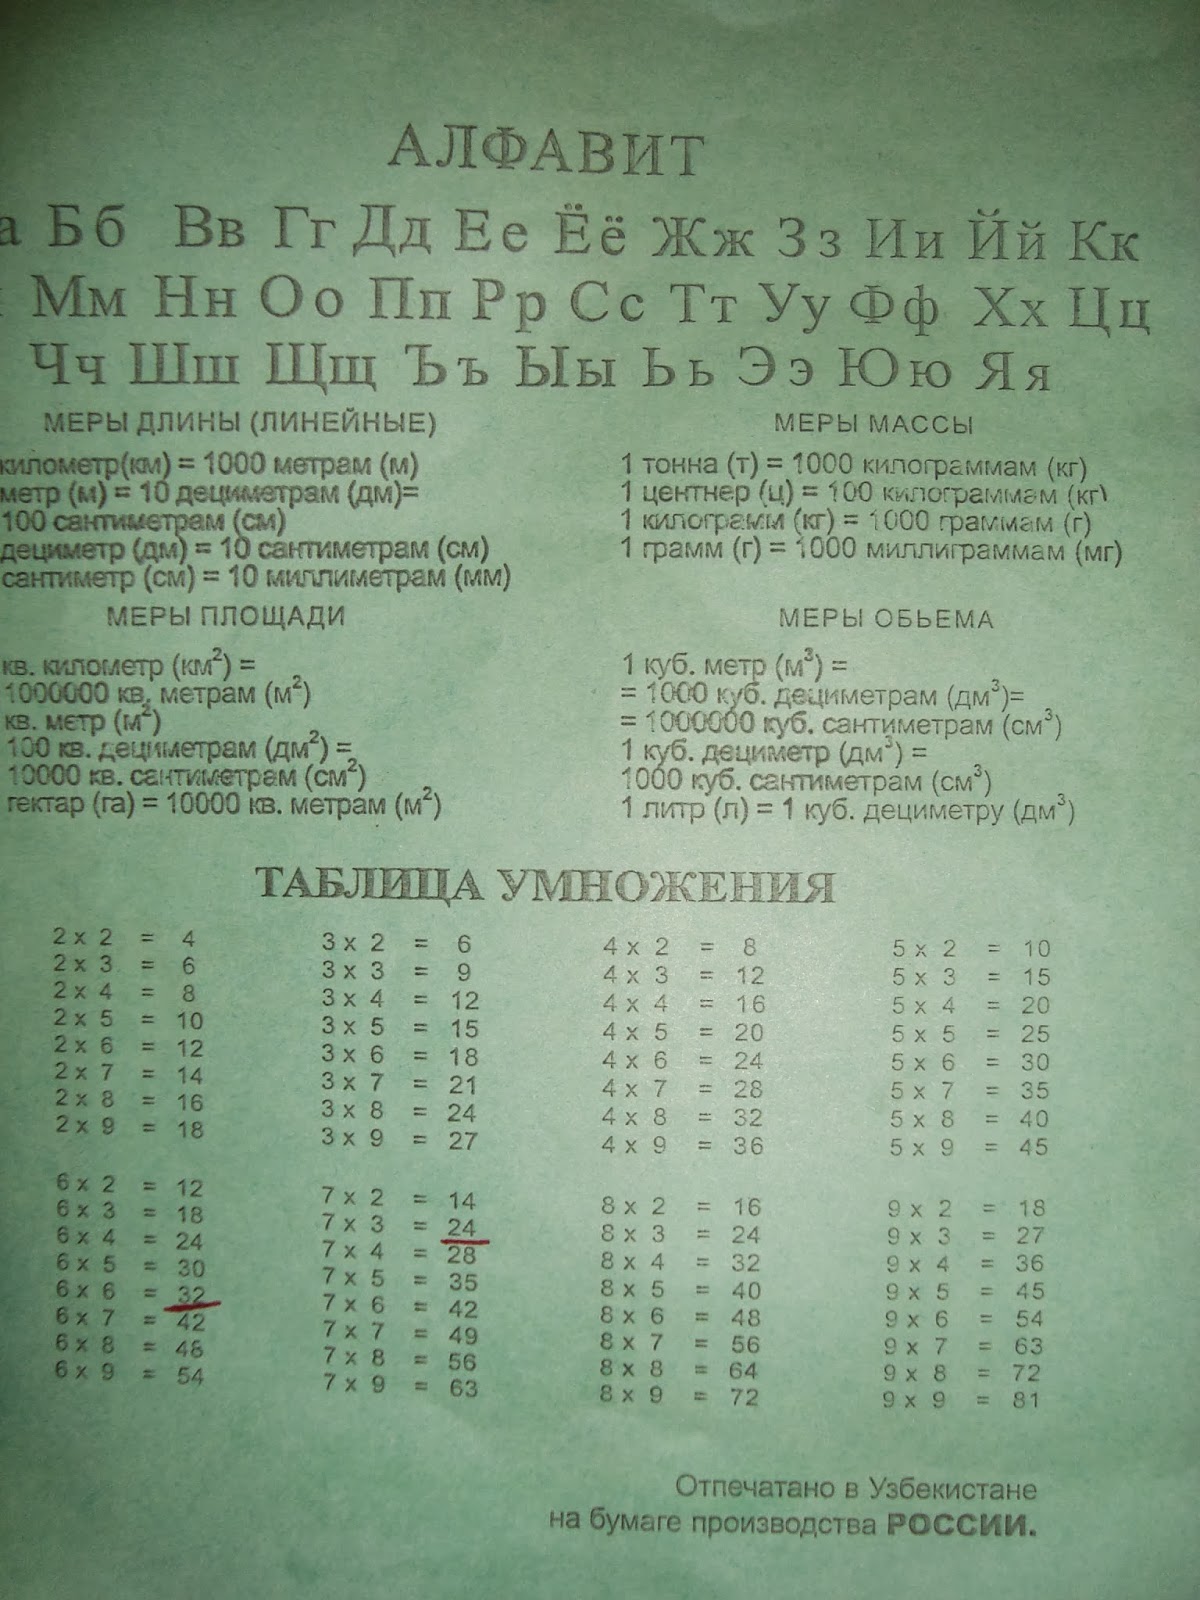 АЛФАВИТ
а Бб Вв Гг Дд Ее Ёё Жж Зз Ии Йй Кк
Мм Нн Оо Пп Рр Сс Тт Уу Фф Хх Цц
Чч Шш Щщ Ъъ Ыы Ьь Ээ Юю Яя
МЕРЫ ДЛИНЫ (ЛИНЕЙНЫЕ)
километр(км) = 1000 метрам (м)
метр (м) = 10 дециметрам (дм)=
100 сантиметрам (см)
дециметр (дм) = 10 сантиметрам (см)
сантиметр (см) = 10 миллиметрам (мм)
МЕРЫ МАССЫ
1 тонна (т) = 1000 килограммам (кг)
1 центнер (ц) = 100 килограммам (кг)
1 килограмм (кг) = 1000 граммам (г)
1 грамм (г) = 1000 миллиграммам (мг)
МЕРЫ ПЛОЩАДИ
кв. километр (км²) =
1000000 кв. метрам (м²)
кв. метр (м²)
100 кв. дециметрам (дм²) =
10000 кв. сантиметрам (см²)
гектар (га) = 10000 кв. метрам (м²)
МЕРЫ ОБЬЕМА
1 куб. метр (м³) =
= 1000 куб. дециметрам (дм³)=
= 1000000 куб. сантиметрам (см³)
1 куб. дециметр (дм³) =
1000 куб. сантиметрам (см³)
1 литр (л) = 1 куб. дециметру (дм³)
ТАБЛИЦА УМНОЖЕНИЯ
2 x 2 = 4
2 x 3 = 6
2 x 4 = 8
2 x 5 = 10
2 x 6 = 12
2 x 7 = 14
2 x 8 = 16
2 x 9 = 18
3 x 2 = 6
3 x 3 = 9
3 x 4 = 12
3 x 5 = 15
3 x 6 = 18
3 x 7 = 21
3 x 8 = 24
3 x 9 = 27
4 x 2 = 8
4 x 3 = 12
4 x 4 = 16
4 x 5 = 20
4 x 6 = 24
4 x 7 = 28
4 x 8 = 32
4 x 9 = 36
5 x 2 = 10
5 x 3 = 15
5 x 4 = 20
5 x 5 = 25
5 x 6 = 30
5 x 7 = 35
5 x 8 = 40
5 x 9 = 45
6 x 2 = 12
6 x 3 = 18
6 x 4 = 24
6 x 5 = 30
6 x 6 = 32
6 x 7 = 42
6 x 8 = 48
6 x 9 = 54
7 x 2 = 14
7 x 3 = 24
7 x 4 = 28
7 x 5 = 35
7 x 6 = 42
7 x 7 = 49
7 x 8 = 56
7 x 9 = 63
8 x 2 = 16
8 x 3 = 24
8 x 4 = 32
8 x 5 = 40
8 x 6 = 48
8 x 7 = 56
8 x 8 = 64
8 x 9 = 72
9 x 2 = 18
9 x 3 = 27
9 x 4 = 36
9 x 5 = 45
9 x 6 = 54
9 x 7 = 63
9 x 8 = 72
9 x 9 = 81
Отпечатано в Узбекистане
на бумаге производства РОССИИ.